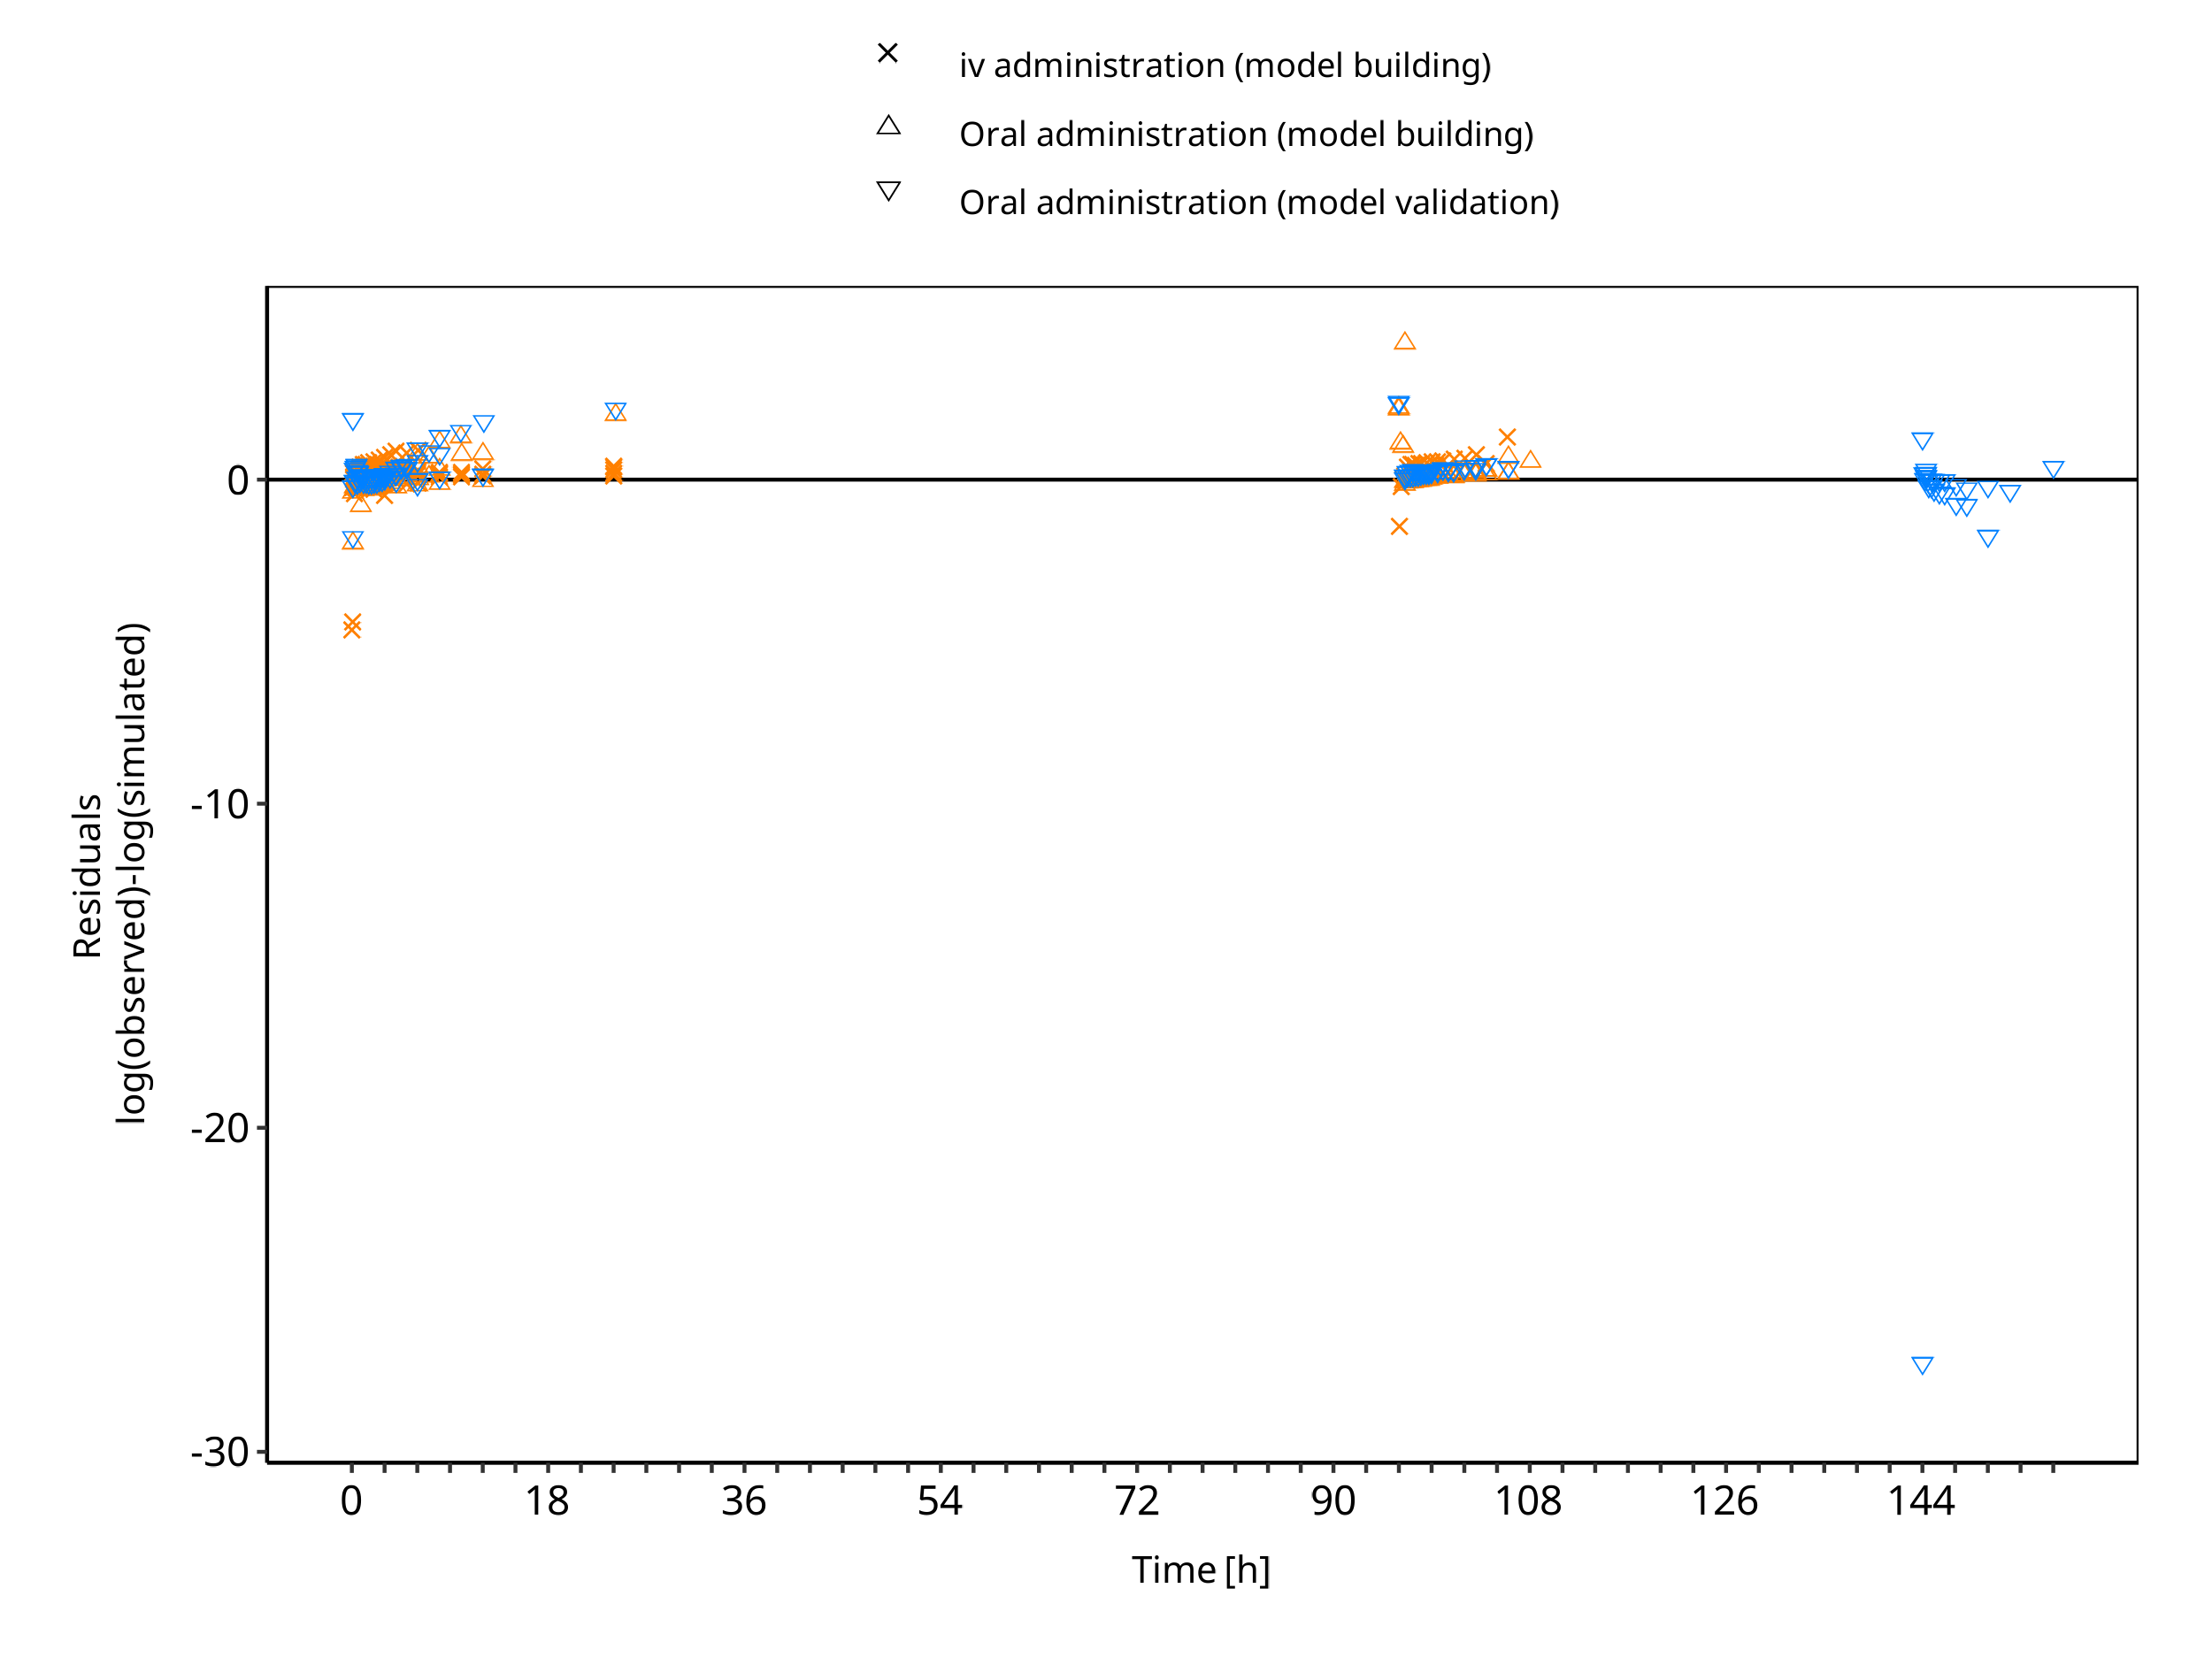 iv administration (model building)
Oral administration (model building)
Oral administration (model validation)
Residuals
log(observed)-log(simulated)
0
-10
-20
-30
0 18 36 54 72 90 108 126 144
Time [h]